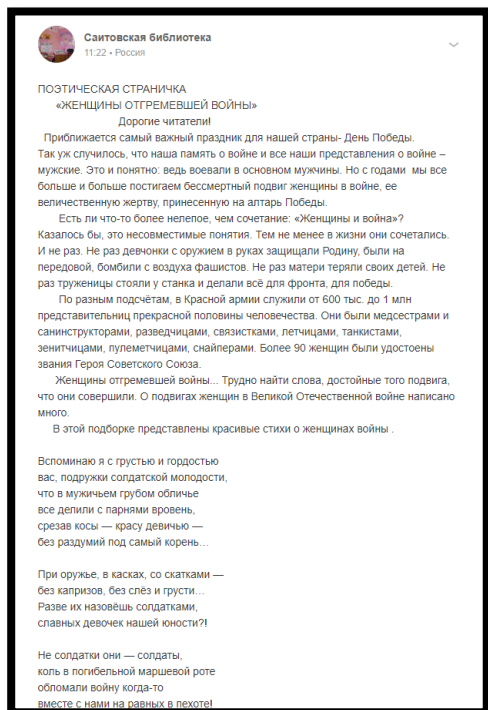 Саитовская библиотека
11:22 • Россия
ПОЭТИЧЕСКАЯ СТРАНИЧКА
«ЖЕНЩИНЫ ОТГРЕМЕВШЕЙ ВОЙНЫ»
Дорогие читатели!
Приближается самый важный праздник для нашей страны- День Победы.
Так уж случилось, что наша память о войне и все наши представления о войне –
мужские. Это и понятно: ведь воевали в основном мужчины. Но с годами мы все
больше и больше постигаем бессмертный подвиг женщины в войне, ее
величественную жертву, принесенную на алтарь Победы.
Есть ли что-то более нелепое, чем сочетание: «Женщины и война»?
Казалось бы, это несовместимые понятия. Тем не менее в жизни они сочетались.
И не раз. Не раз девчонки с оружием в руках защищали Родину, были на
передовой, бомбили с воздуха фашистов. Не раз матери теряли своих детей. Не
раз труженицы стояли у станка и делали всё для фронта, для победы.
По разным подсчётам, в Красной армии служили от 600 тыс. до 1 млн
представительниц прекрасной половины человечества. Они были медсестрами и
санинструкторами, разведчицами, связистками, летчицами, танкистами,
зенитчицами, пулеметчицами, снайперами. Более 90 женщин были удостоены
звания Героя Советского Союза.
Женщины отгремевшей войны... Трудно найти слова, достойные того подвига,
что они совершили. О подвигах женщин в Великой Отечественной войне написано
много.
В этой подборке представлены красивые стихи о женщинах войны .
Вспоминаю я с грустью и гордостью
вас, подружки солдатской молодости,
что в мужичьем грубом обличье
все делили с парнями вровень,
срезав косы — красу девичью —
без раздумий под самый корень…
При оружье, в касках, со скатками —
без капризов, без слёз и грусти…
Разве их назовёшь солдатками,
славных девочек нашей юности?!
Не солдатки они — солдаты,
коль в погибельной маршевой роте
обломали войну когда-то
вместе с нами на равных в пехоте!